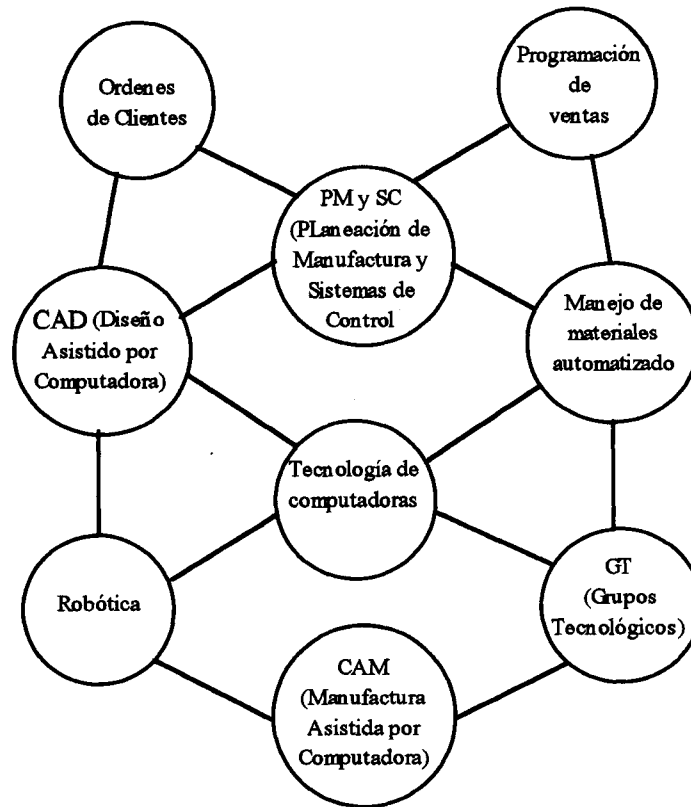 Ordenes
de Clientes
Programación
de
ventas
PM y SC
(PLaneación de
Manufactura y
Sistemas de
Control
CAD (Diseño
Asistido por
Computadora)
Manejo de
materiales
automatizado
Tecnología de
computadoras
Robótica
GT
(Grupos
Tecnológicos)
CAM
(Manufactura
Asistida por
Computadora)